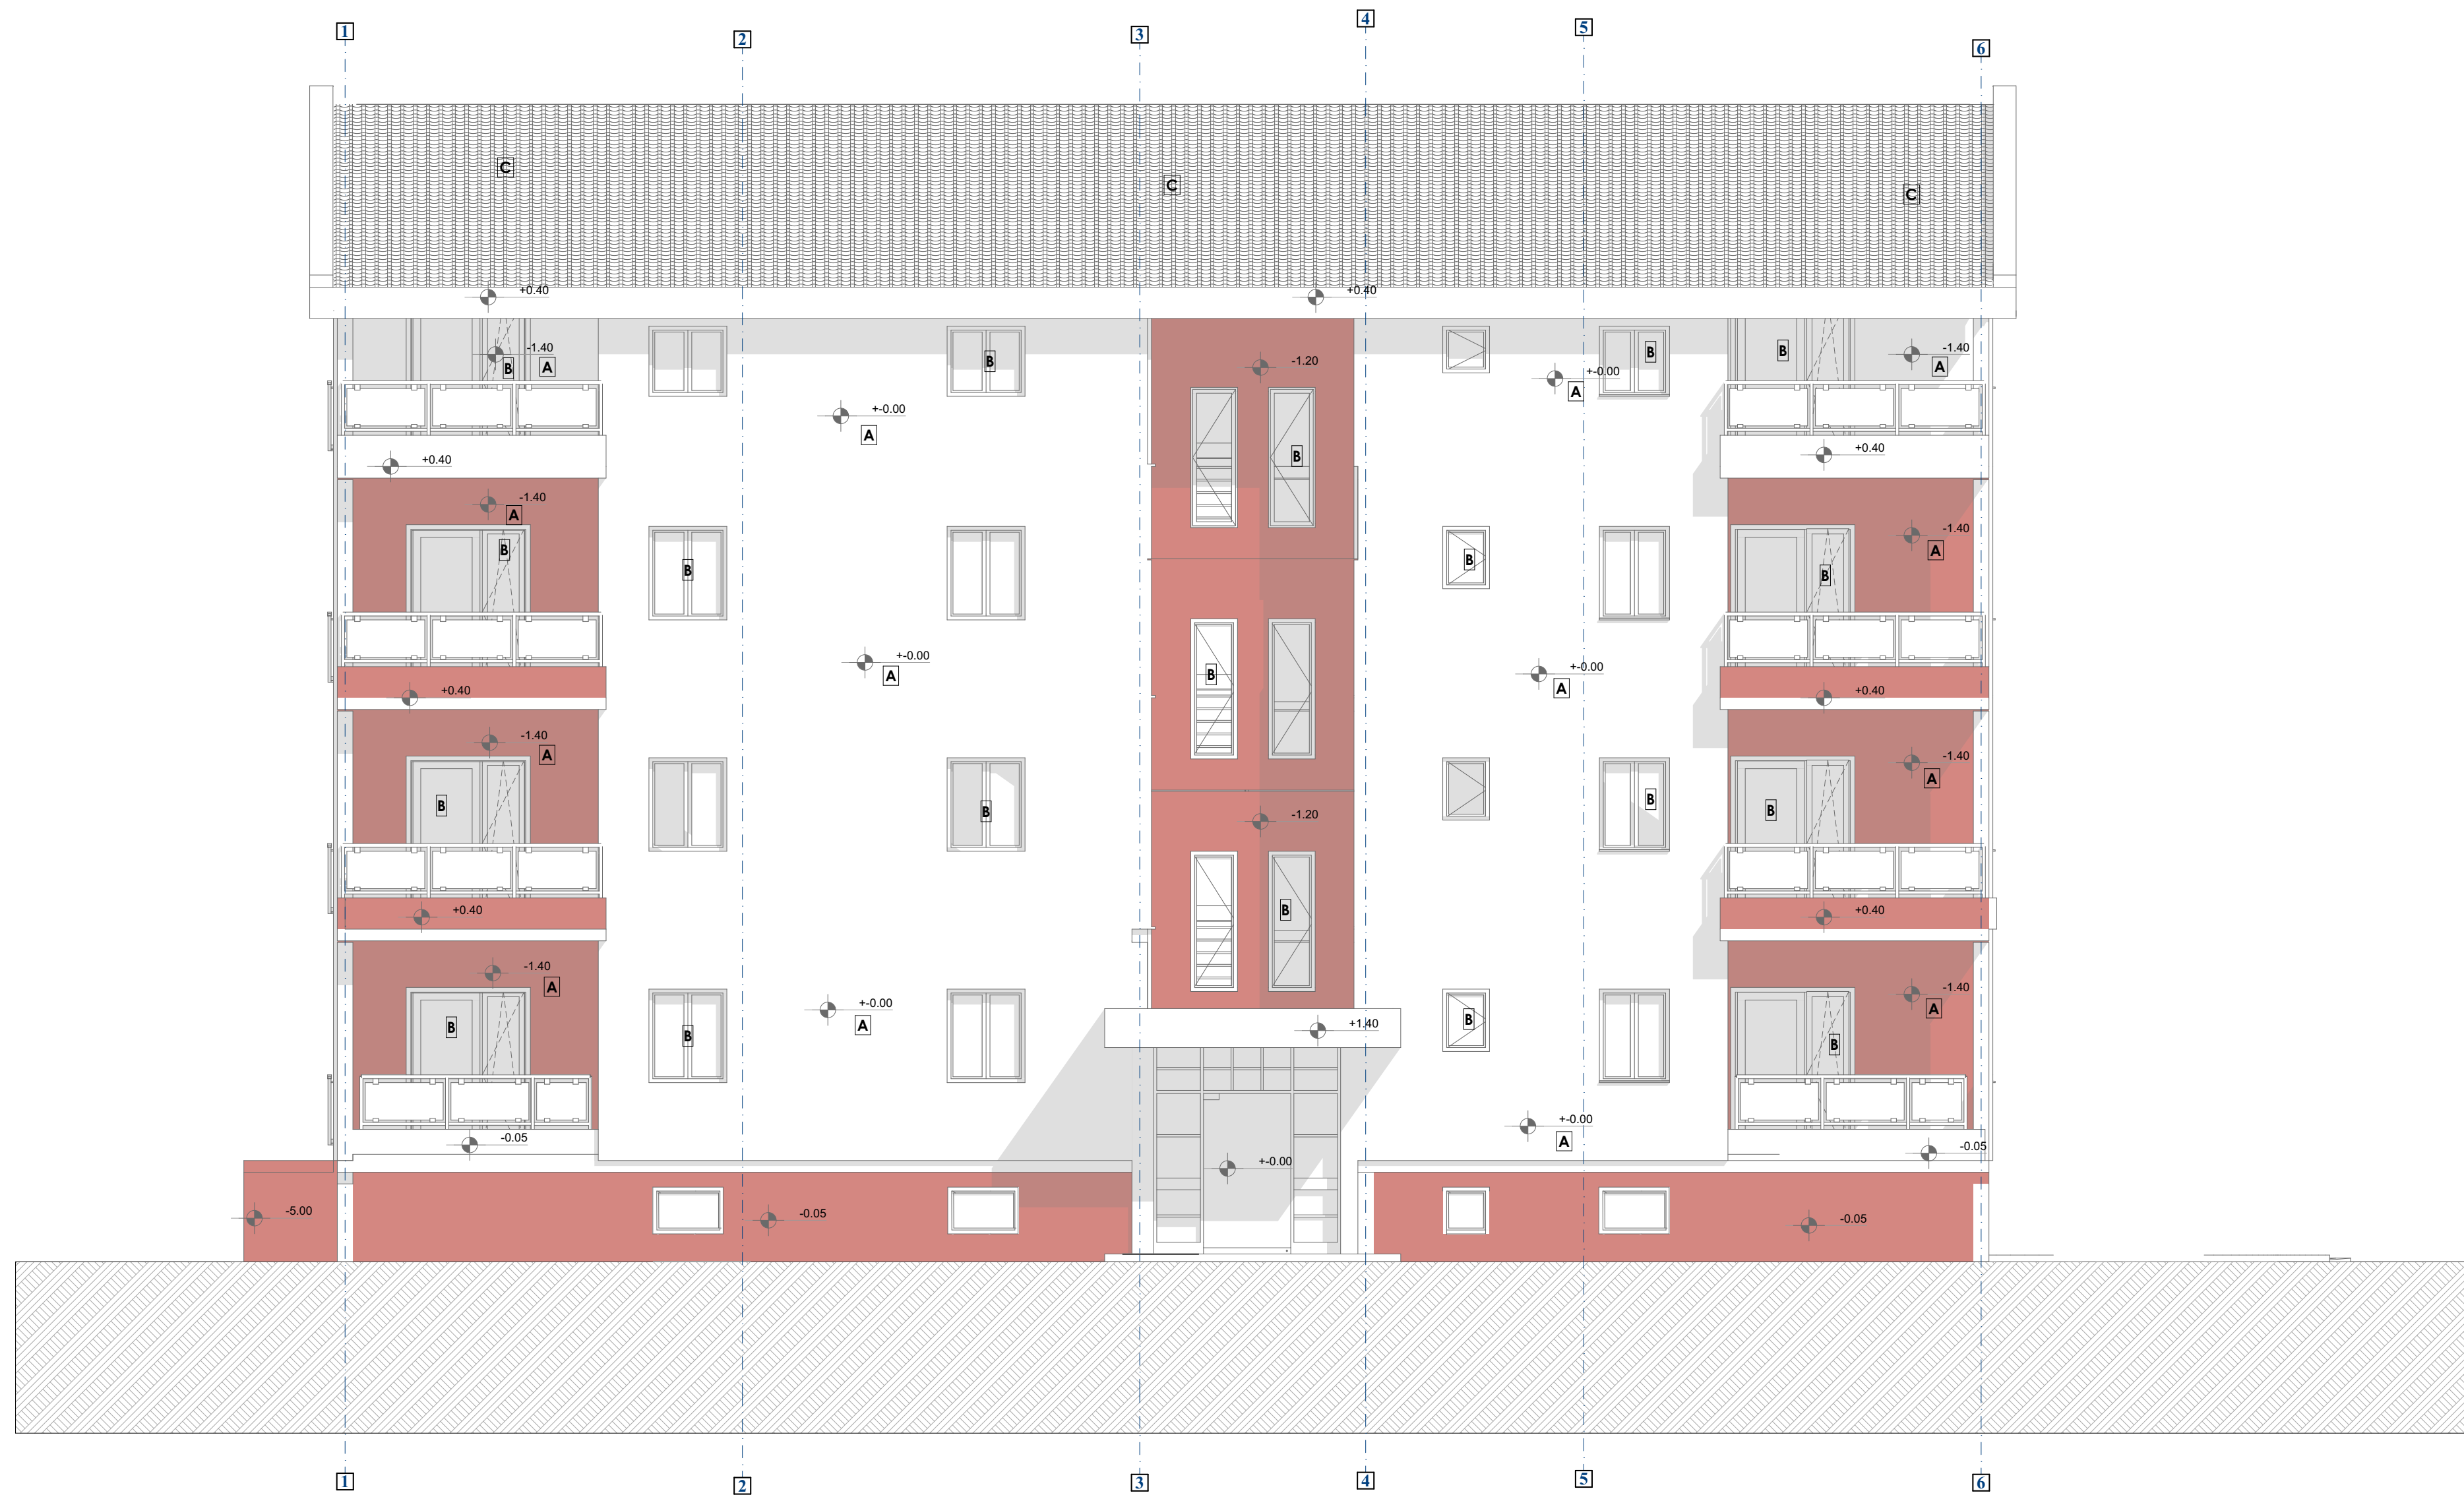 1 2 3 4 5 6
C C C
+0.40 +0.40
-1.40 -1.20 -1.40
B A B B B A
+-0.00 +-0.00
A A
+0.40 B +0.40
-1.40 -1.40
A A
B B B B
+-0.00 +-0.00
A B A
+0.40 +0.40
-1.40 -1.40
A A
B B B B
-1.20
+0.40 B +0.40
-1.40 -1.40
A A
+-0.00 +1.40
B B A B B
-0.05 +-0.00 -0.05
A
+-0.00
-5.00 -0.05 -0.05
1 2 3 4 5 6